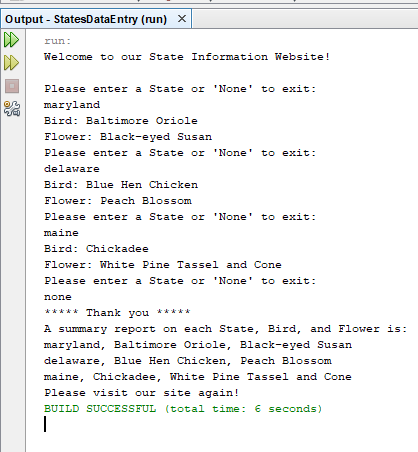 Output - StatesDataEntry (run) ×
run:
Welcome to our State Information Website!
Please enter a State or 'None' to exit:
maryland
Bird: Baltimore Oriole
Flower: Black-eyed Susan
Please enter a State or 'None' to exit:
delaware
Bird: Blue Hen Chicken
Flower: Peach Blossom
Please enter a State or 'None' to exit:
maine
Bird: Chickadee
Flower: White Pine Tassel and Cone
Please enter a State or 'None' to exit:
none
***** Thank you *****
A summary report on each State, Bird, and Flower is:
maryland, Baltimore Oriole, Black-eyed Susan
delaware, Blue Hen Chicken, Peach Blossom
maine, Chickadee, White Pine Tassel and Cone
Please visit our site again!
BUILD SUCCESSFUL (total time: 6 seconds)